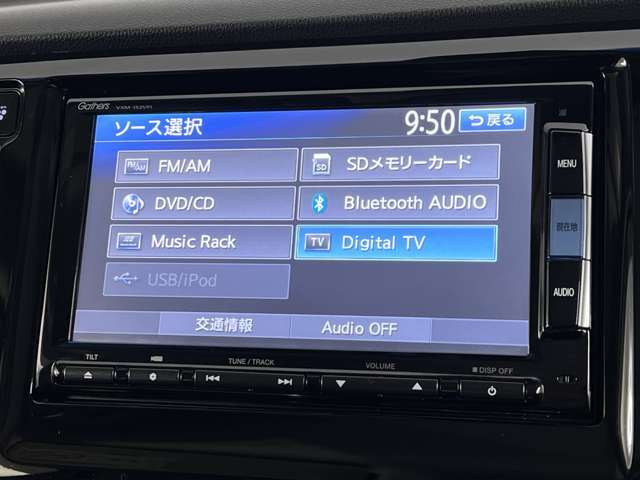 Gathers
ソース選択 9:50 戻る
FM/AM SDメモリーカード
DVD/CD Bluetooth AUDIO
Music Rack TV Digital TV
USB/iPod
交通情報 Audio OFF
MENU
現在地
AUDIO
TILT TUNE / TRACK VOLUME DISP OFF